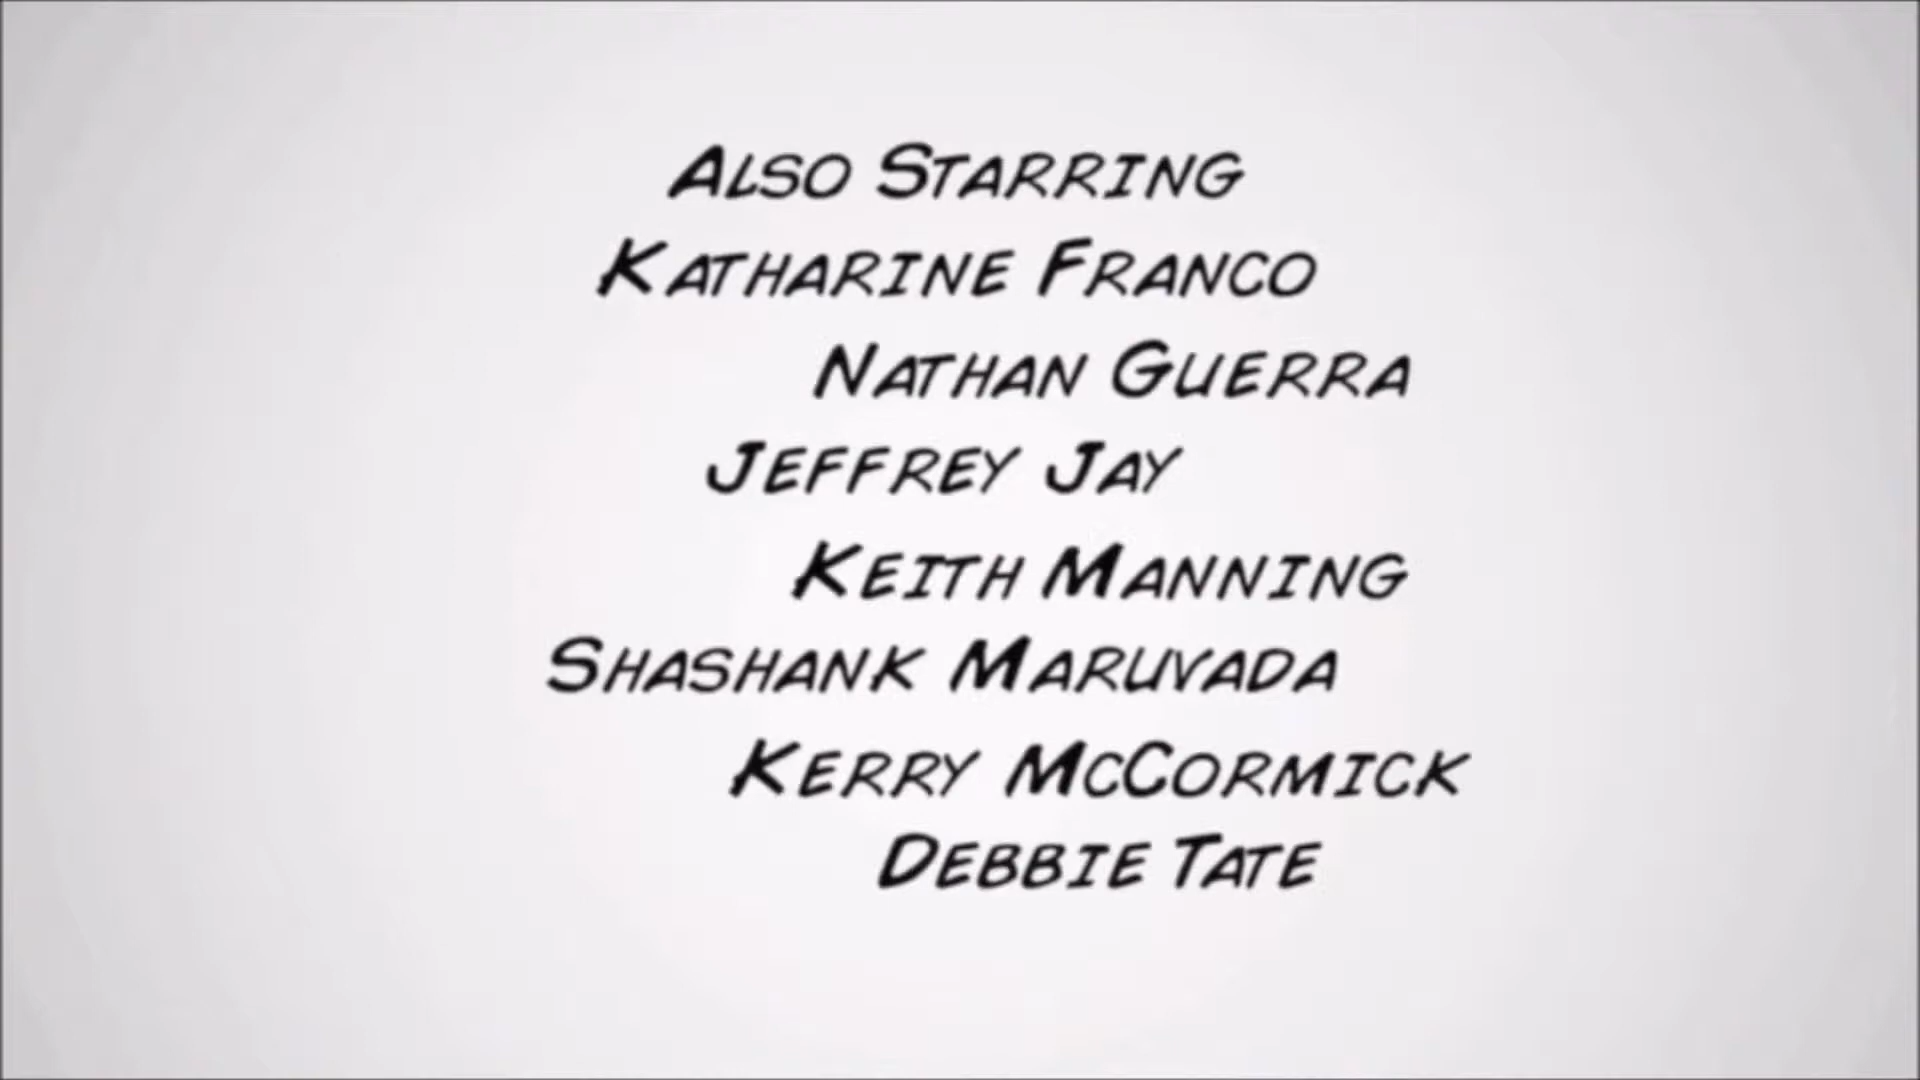 Also Starring
Katharine Franco
Nathan Guerra
Jeffrey Jay
Keith Manning
Shashank Maruvada
Kerry McCormick
Debbie Tate